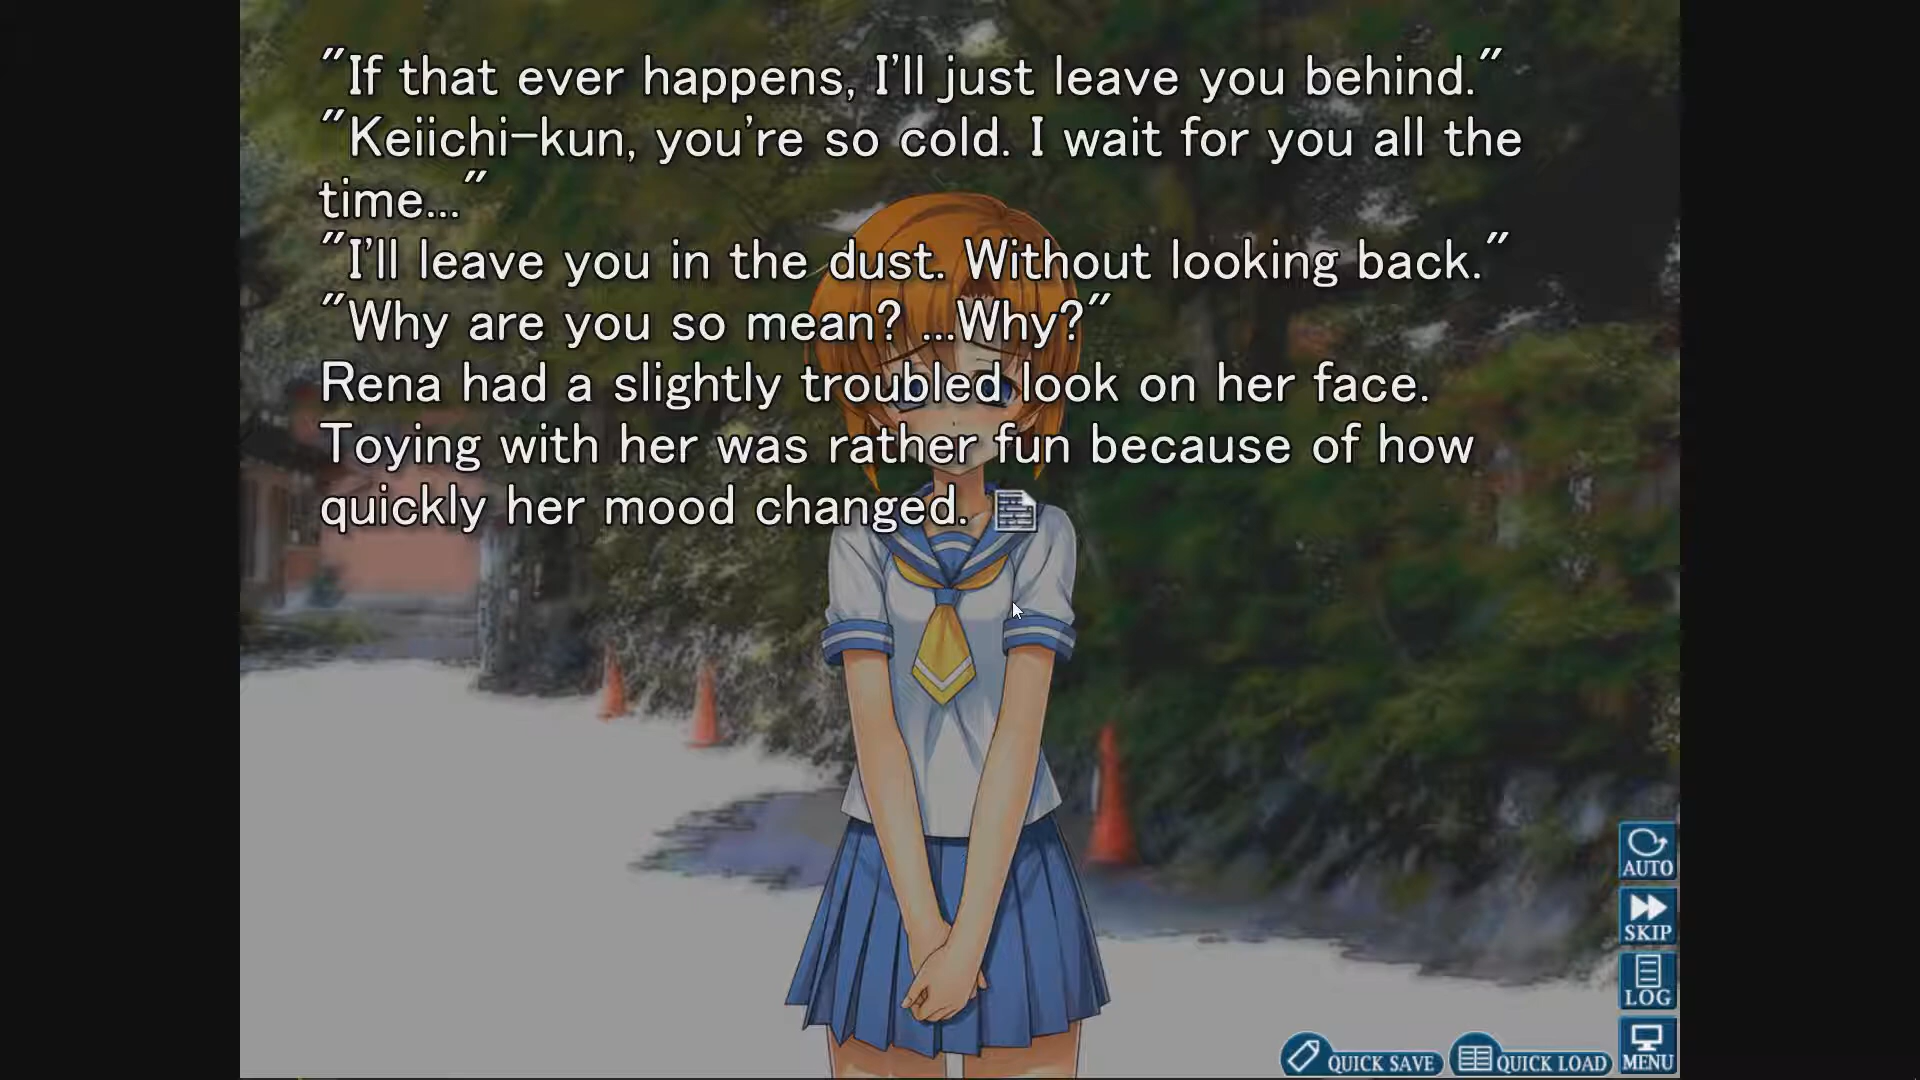 "If that ever happens, I'll just leave you behind."
"Keiichi-kun, you're so cold. I wait for you all the
time..."
"I'll leave you in the dust. Without looking back."
"Why are you so mean? ...Why?"
Rena had a slightly troubled look on her face.
Toying with her was rather fun because of how
quickly her mood changed.
AUTO
SKIP
LOG
MENU
QUICK SAVE
QUICK LOAD